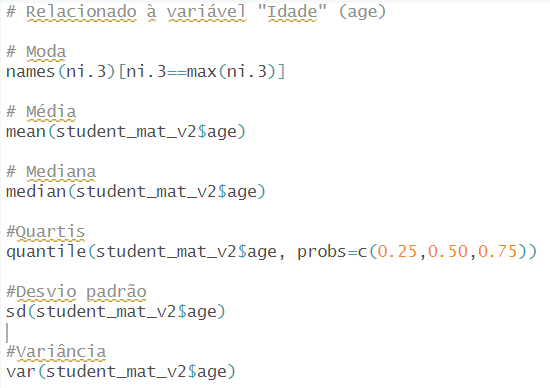 # Relacionado à variável "Idade" (age)
# Moda
names(ni.3)[ni.3==max(ni.3)]
# Média
mean(student_mat_v2$age)
# Mediana
median(student_mat_v2$age)
#Quartis
quantile(student_mat_v2$age, probs=c(0.25,0.50,0.75))
#Desvio padrão
sd(student_mat_v2$age)
#Variância
var(student_mat_v2$age)